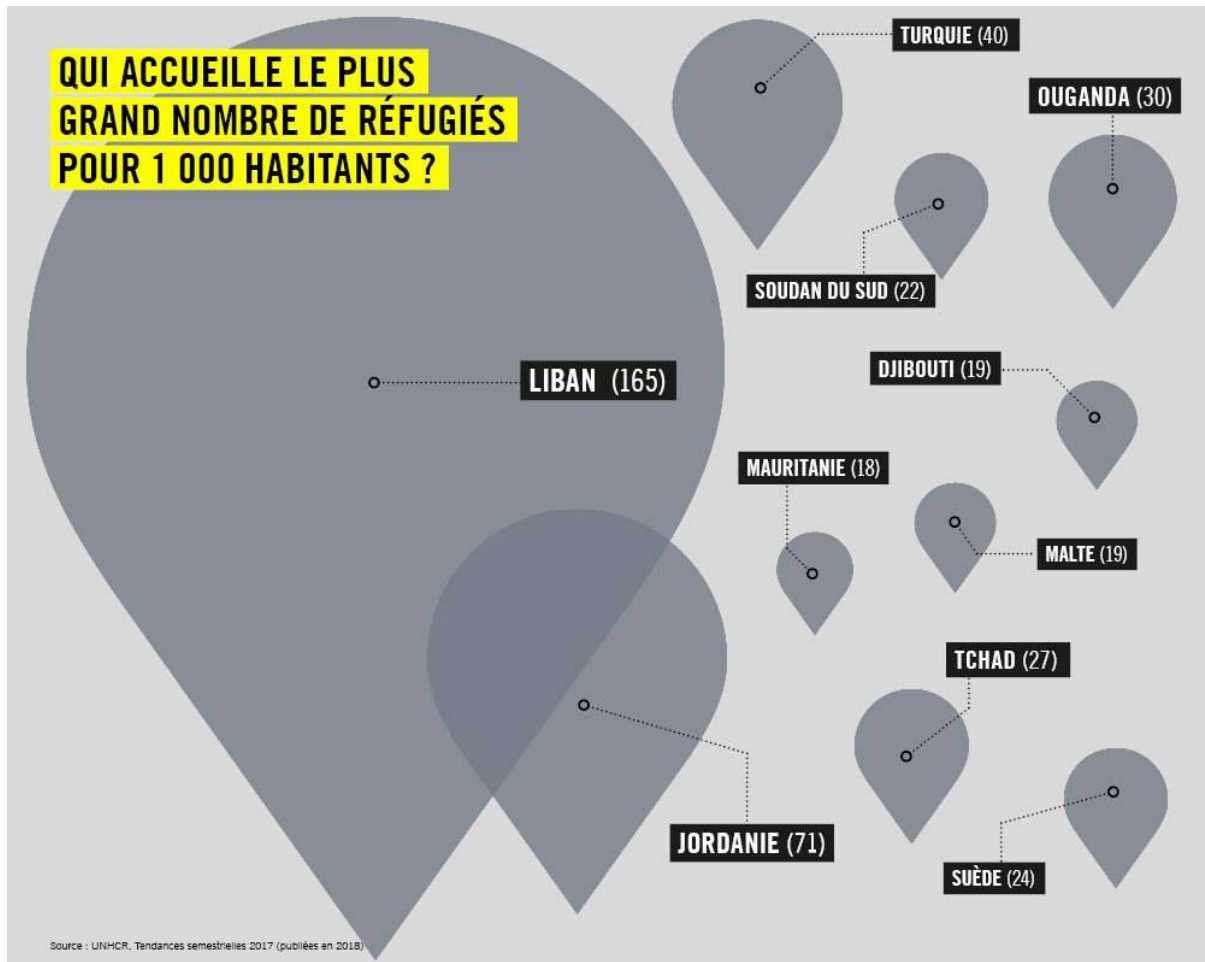 QUI ACCUEILLE LE PLUS
GRAND NOMBRE DE RÉFUGIÉS
POUR 1 000 HABITANTS ?
TURQUIE (40)
OUGANDA (30)
SOUDAN DU SUD (22)
LIBAN (165)
DJIBOUTI (19)
MAURITANIE (18)
MALTE (19)
TCHAD (27)
JORDANIE (71)
SUÈDE (24)
Source : UNHCR, Tendances semestrielles 2017 (publiées en 2018)